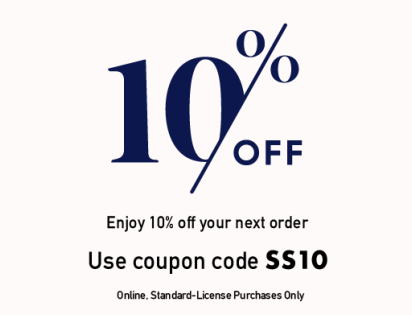 10%
OFF
Enjoy 10% off your next order
Use coupon code SS10
Online, Standard-License Purchases Only